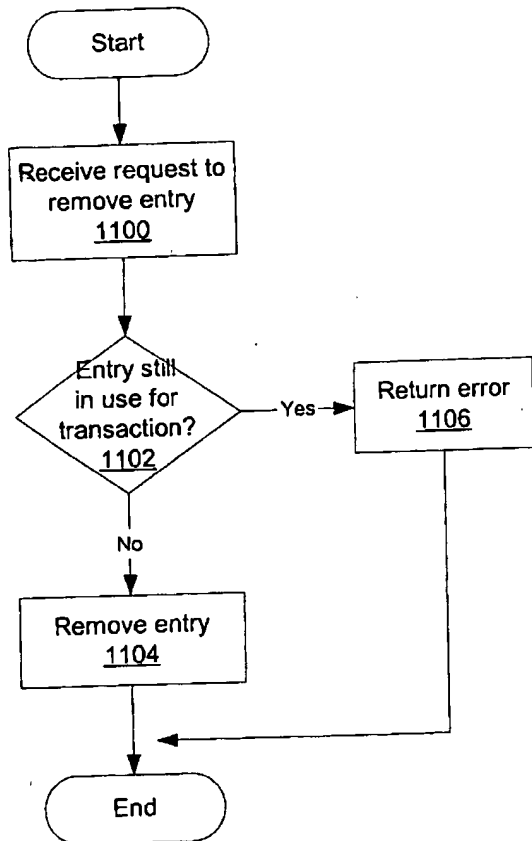 Start
Receive request to
remove entry
1100
Entry still
in use for
transaction?
1102
Yes
Return error
1106
No
Remove entry
1104
End